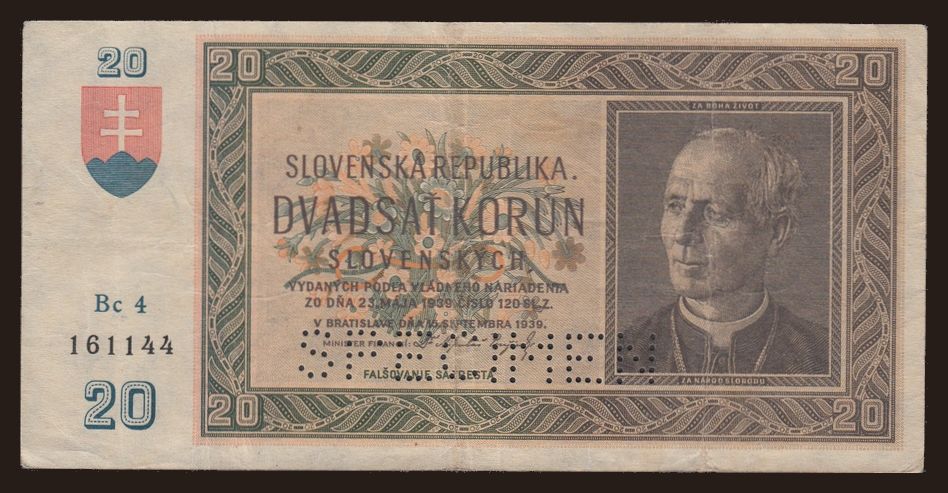 20
20
20
ZA BOHA ŽIVOT
SLOVENSKÁ REPUBLIKA.
DVADSAŤ KORÚN
SLOVENSKÝCH,
VYDANÝCH PODĽA VLÁDNEHO NARIADENIA
ZO DŇA 23. MÁJA 1939 ČÍSLO 120 SL. Z.
Bc 4
V BRATISLAVE DŇA 15. SEPTEMBRA 1939.
161144
MINISTER FINANCIÍ:
SPECIMEN
FALŠOVANIE SA TRESTÁ
ZA NÁROD SLOBODU
20
20
20